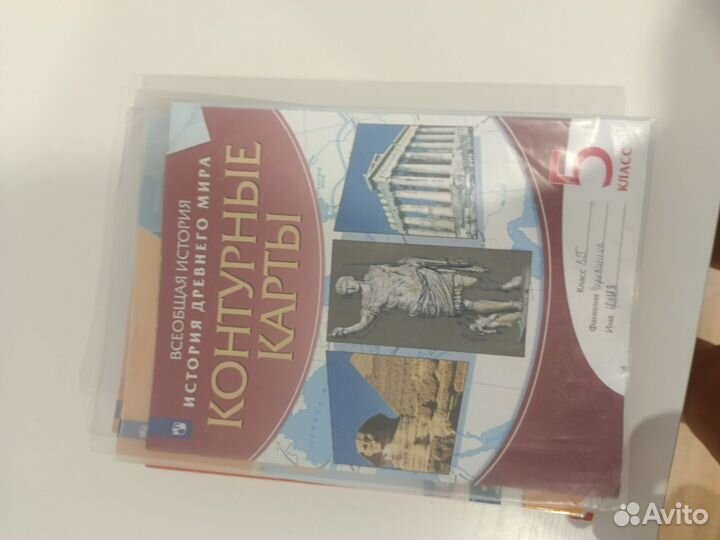 ВСЕОБЩАЯ ИСТОРИЯ
ИСТОРИЯ ДРЕВНЕГО МИРА
КОНТУРНЫЕ
КАРТЫ
5
КЛАСС
Класс
Фамилия
Имя
Avito